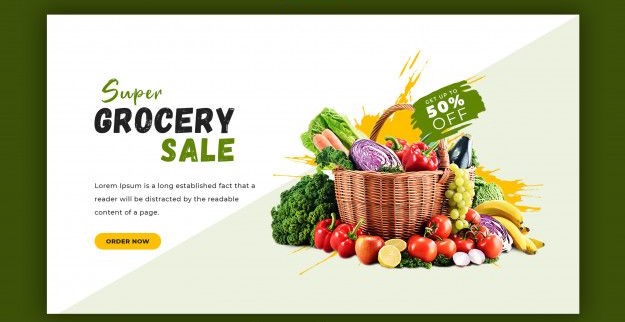 Super
GROCERY
SALE
Lorem Ipsum is a long established fact that a
reader will be distracted by the readable
content of a page.
ORDER NOW
GET UP TO
50%
OFF